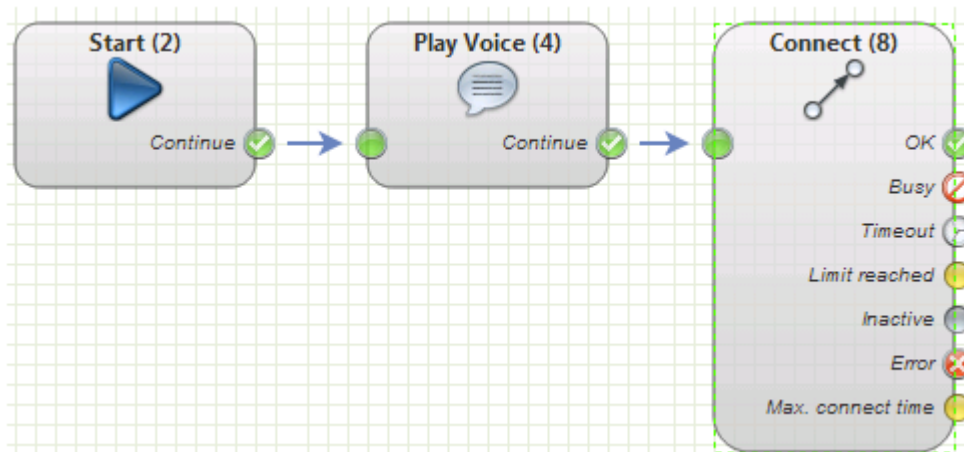 Start (2)
Continue
Play Voice (4)
Continue
Connect (8)
OK
Busy
Timeout
Limit reached
Inactive
Error
Max. connect time